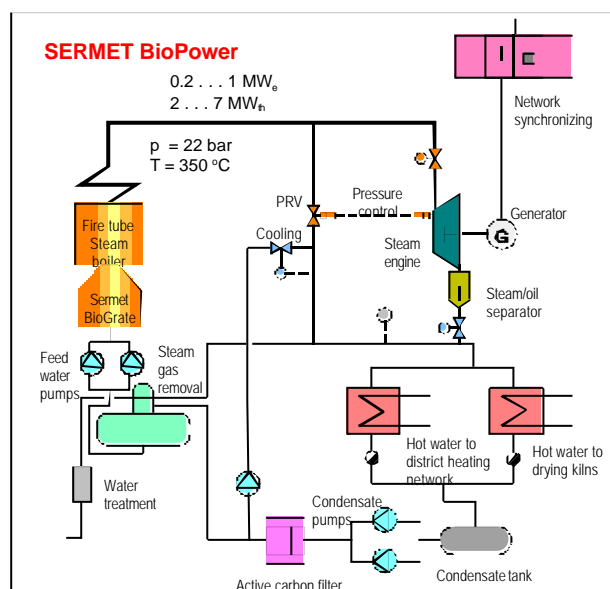 SERMET BioPower
0.2 . . . 1 MWe
2 . . . 7 MWth
p = 22 bar
T = 350 ºC
Network
synchronizing
PRV
Pressure
control
Generator
G
Cooling
Steam
engine
Fire tube
Steam
boiler
Sermet
BioGrate
Steam/oil
separator
Feed
water
pumps
Steam
gas
removal
Hot water to
district heating
network
Hot water to
drying kilns
Water
treatment
Condensate
pumps
Active carbon filter
Condensate tank